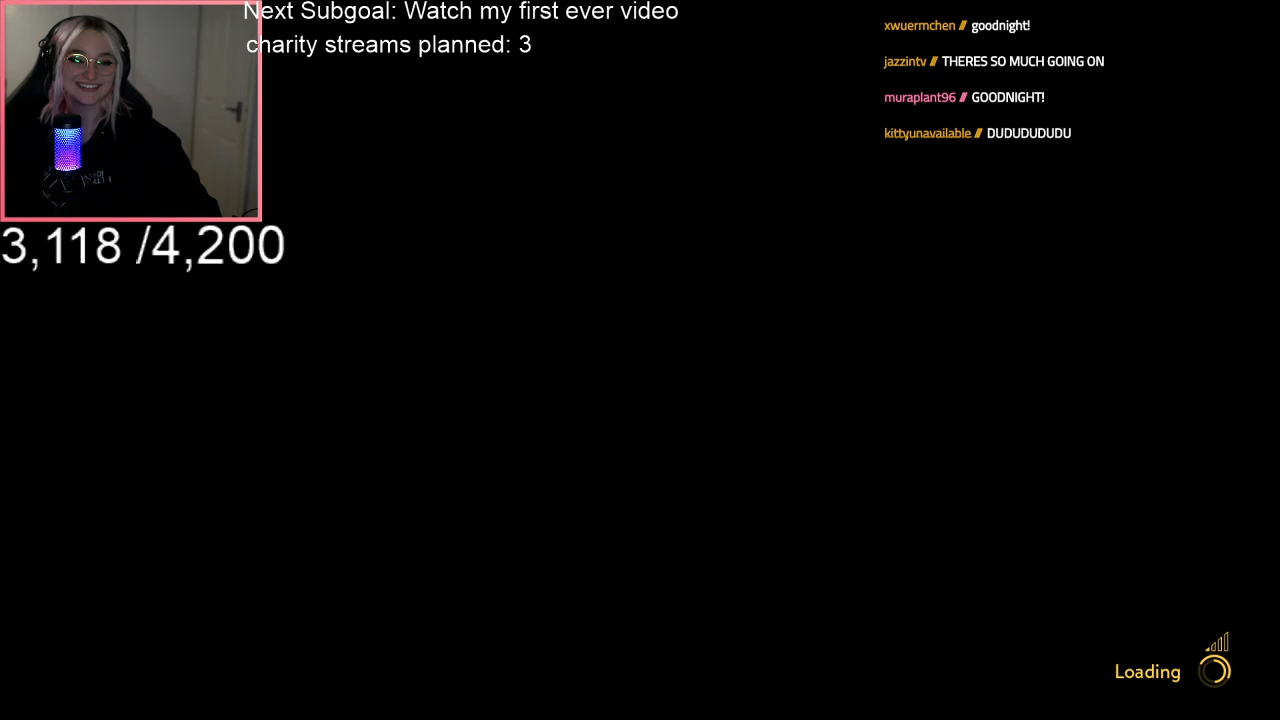 Next Subgoal: Watch my first ever video
charity streams planned: 3
3,118 /4,200
xwuermchen // goodnight!
jazzintv // THERES SO MUCH GOING ON
muraplant96 // GOODNIGHT!
kittyunavailable // DUDUDUDUDU
Loading